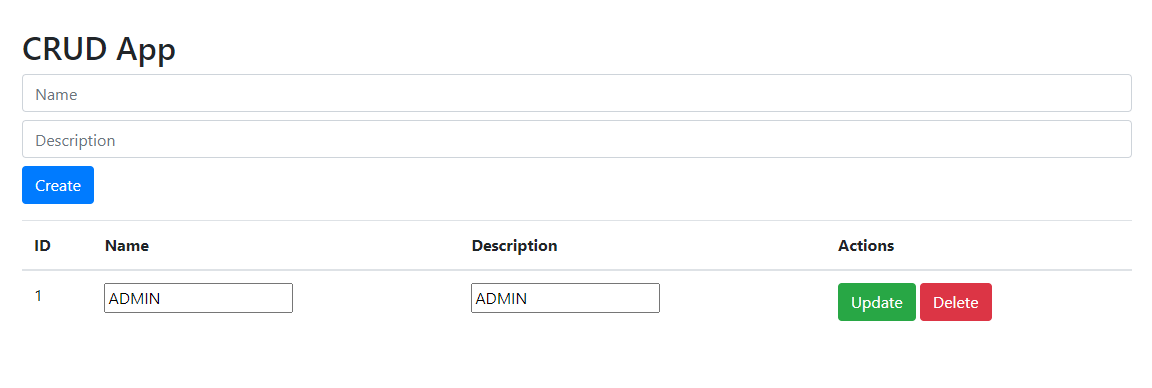 CRUD App
Name
Description
Create
ID Name Description Actions
1 ADMIN ADMIN Update Delete